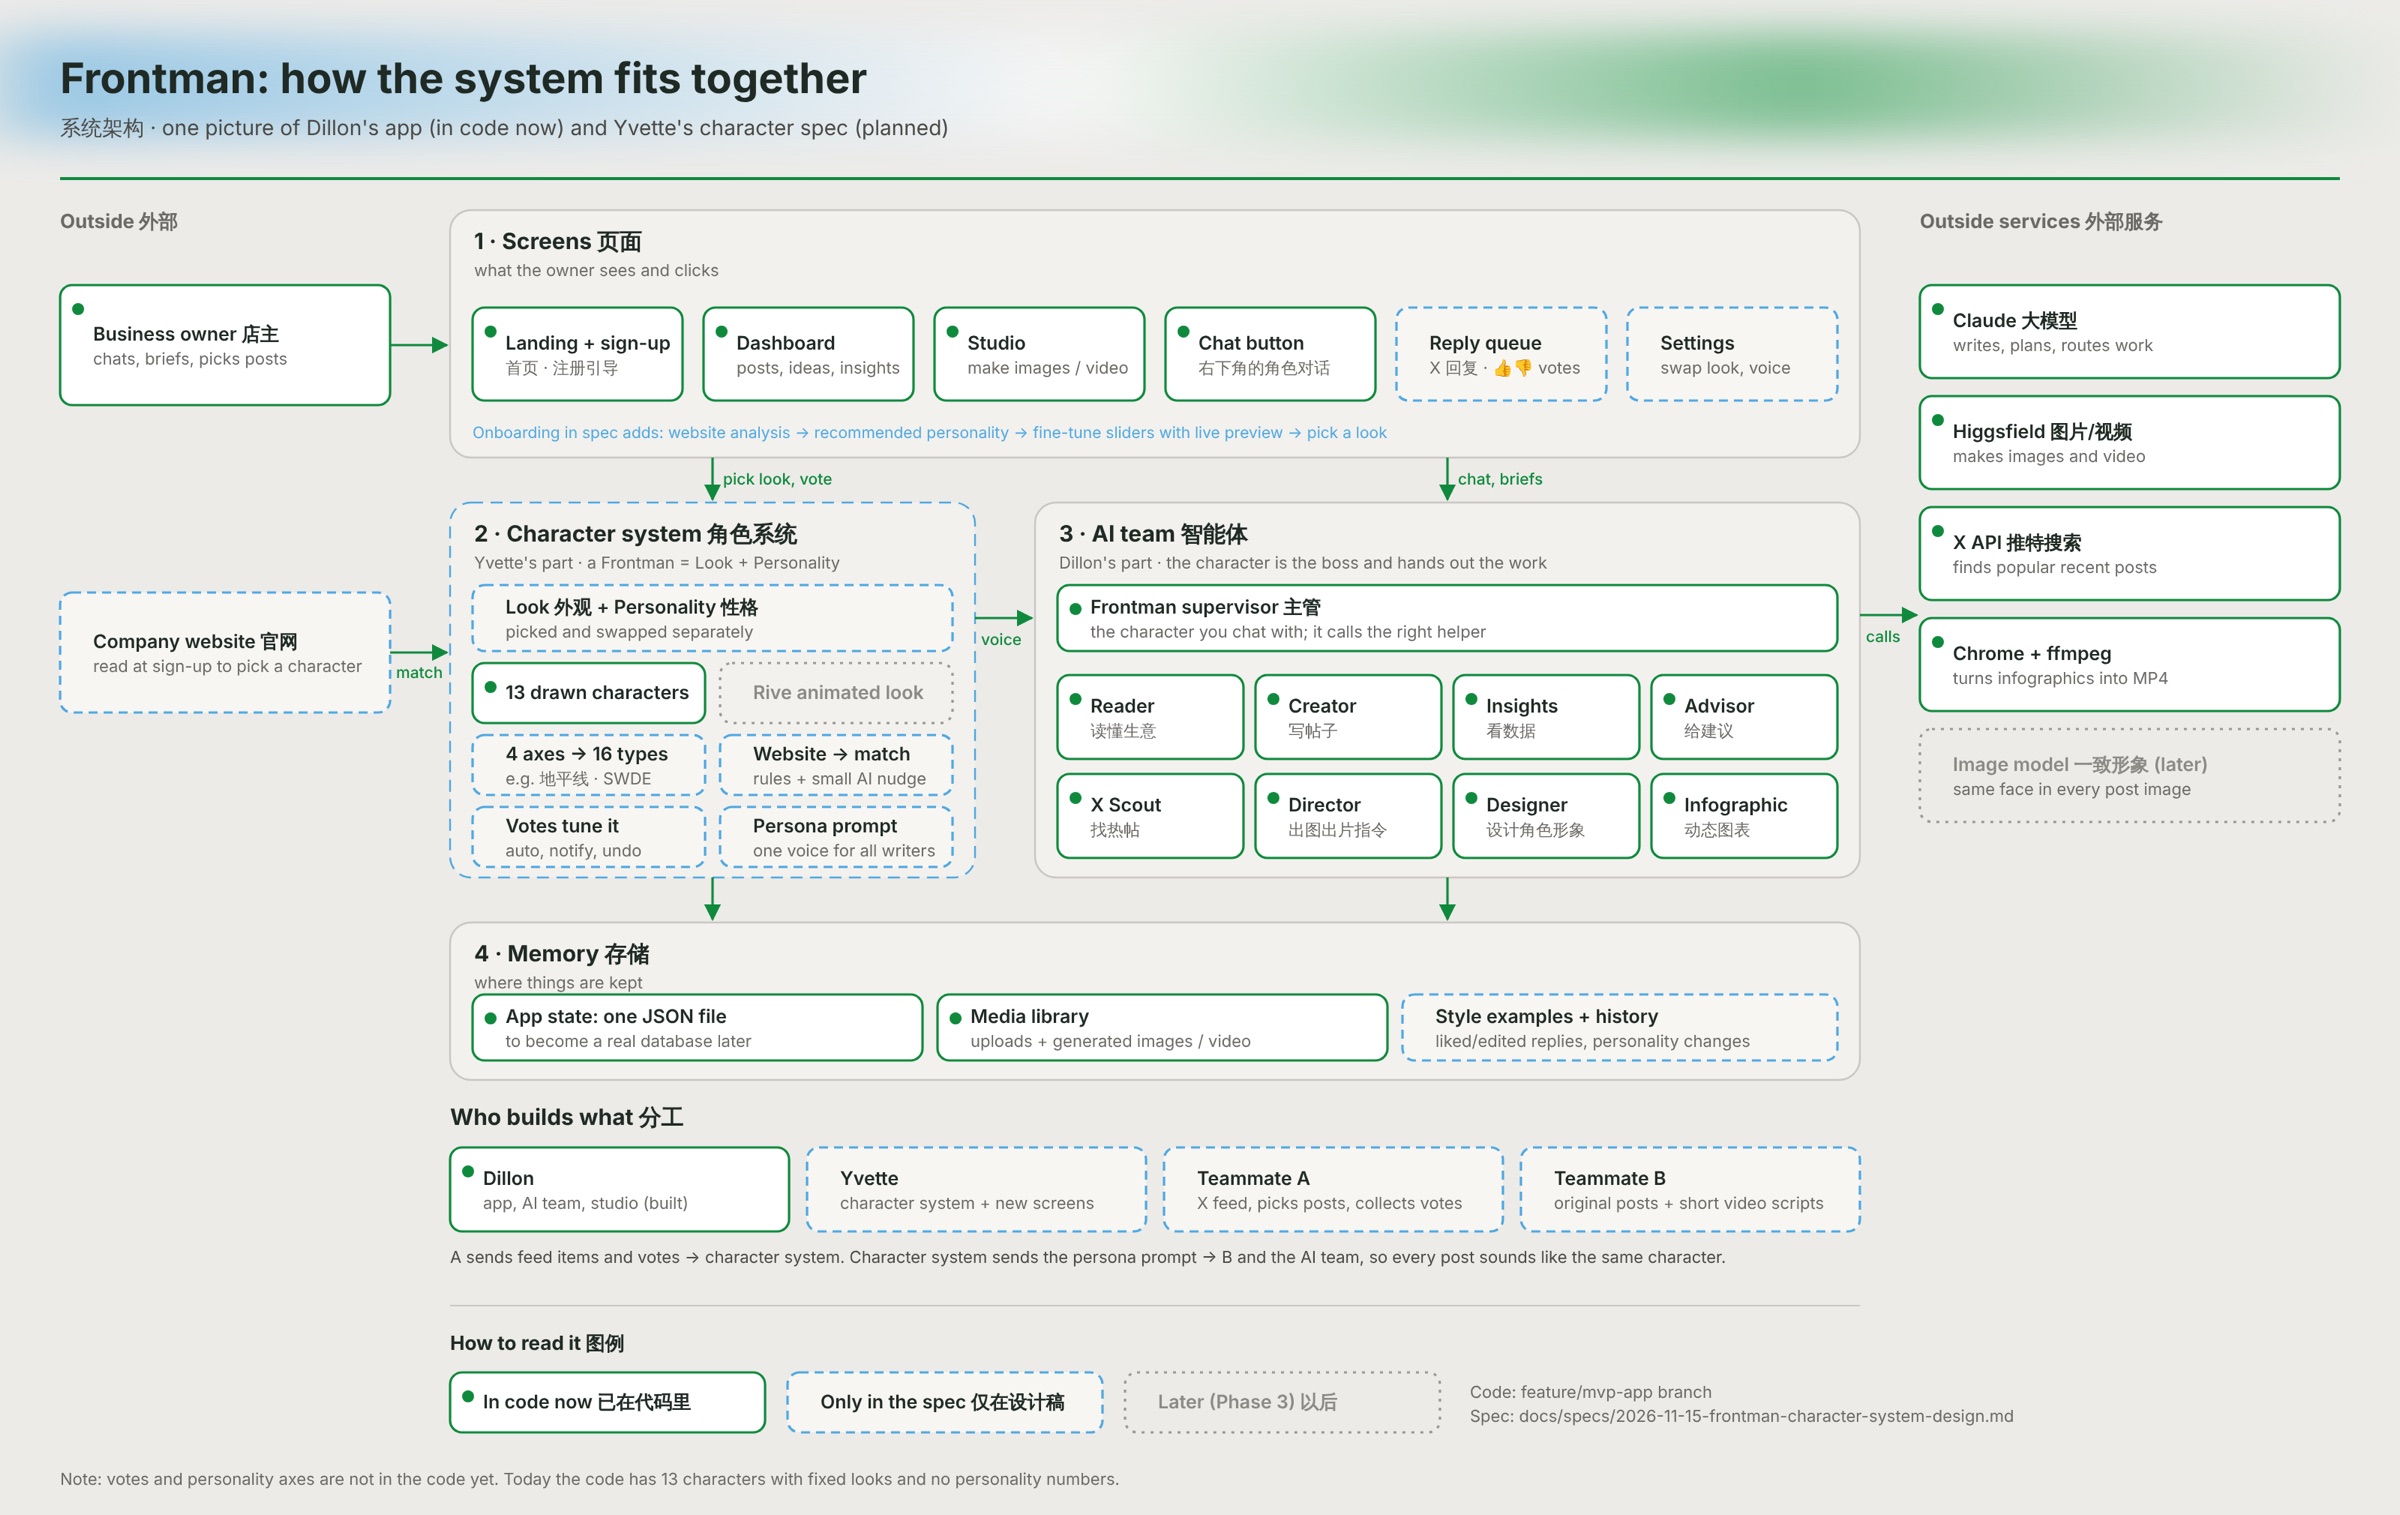 Frontman: how the system fits together
系统架构 · one picture of Dillon's app (in code now) and Yvette's character spec (planned)
Outside 外部
Business owner 店主
chats, briefs, picks posts
Company website 官网
read at sign-up to pick a character
match
1 · Screens 页面
what the owner sees and clicks
Landing + sign-up
首页 · 注册引导
Dashboard
posts, ideas, insights
Studio
make images / video
Chat button
右下角的角色对话
Reply queue
X 回复 · 👍👎 votes
Settings
swap look, voice
Onboarding in spec adds: website analysis → recommended personality → fine-tune sliders with live preview → pick a look
pick look, vote
chat, briefs
2 · Character system 角色系统
Yvette's part · a Frontman = Look + Personality
Look 外观 + Personality 性格
picked and swapped separately
13 drawn characters
Rive animated look
4 axes → 16 types
e.g. 地平线 · SWDE
Website → match
rules + small AI nudge
Votes tune it
auto, notify, undo
Persona prompt
one voice for all writers
voice
3 · AI team 智能体
Dillon's part · the character is the boss and hands out the work
Frontman supervisor 主管
the character you chat with; it calls the right helper
Reader
读懂生意
Creator
写帖子
Insights
看数据
Advisor
给建议
X Scout
找热帖
Director
出图出片指令
Designer
设计角色形象
Infographic
动态图表
calls
Outside services 外部服务
Claude 大模型
writes, plans, routes work
Higgsfield 图片/视频
makes images and video
X API 推特搜索
finds popular recent posts
Chrome + ffmpeg
turns infographics into MP4
Image model 一致形象 (later)
same face in every post image
4 · Memory 存储
where things are kept
App state: one JSON file
to become a real database later
Media library
uploads + generated images / video
Style examples + history
liked/edited replies, personality changes
Who builds what 分工
Dillon
app, AI team, studio (built)
Yvette
character system + new screens
Teammate A
X feed, picks posts, collects votes
Teammate B
original posts + short video scripts
A sends feed items and votes → character system. Character system sends the persona prompt → B and the AI team, so every post sounds like the same character.
How to read it 图例
In code now 已在代码里
Only in the spec 仅在设计稿
Later (Phase 3) 以后
Code: feature/mvp-app branch
Spec: docs/specs/2026-11-15-frontman-character-system-design.md
Note: votes and personality axes are not in the code yet. Today the code has 13 characters with fixed looks and no personality numbers.